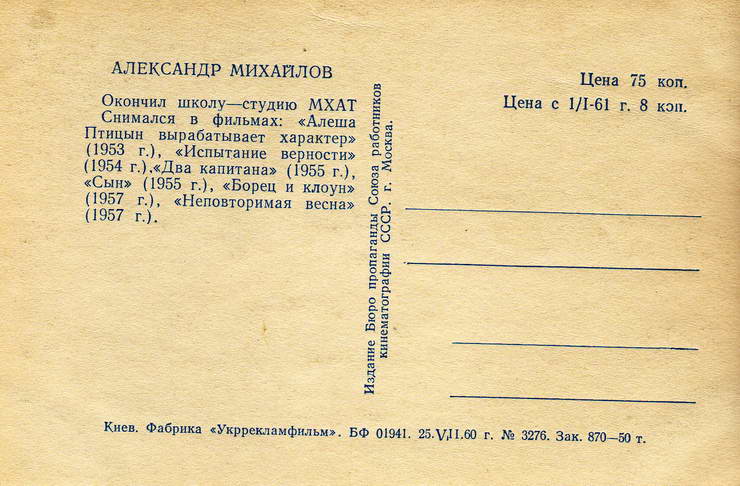 АЛЕКСАНДР МИХАЙЛОВ
Окончил школу—студию МХАТ
Снимался в фильмах: «Алеша
Птицын вырабатывает характер»
(1953 г.), «Испытание верности»
(1954 г.),«Два капитана» (1955 г.),
«Сын» (1955 г.), «Борец и клоун»
(1957 г.), «Неповторимая весна»
(1957 г.).
Издание Бюро пропаганды Союза работников
кинематографии СССР. г. Москва.
Цена 75 коп.
Цена с 1/I-61 г. 8 коп.
Киев. Фабрика «Укррекламфильм». БФ 01941. 25.VII.60 г. № 3276. Зак. 870—50 т.